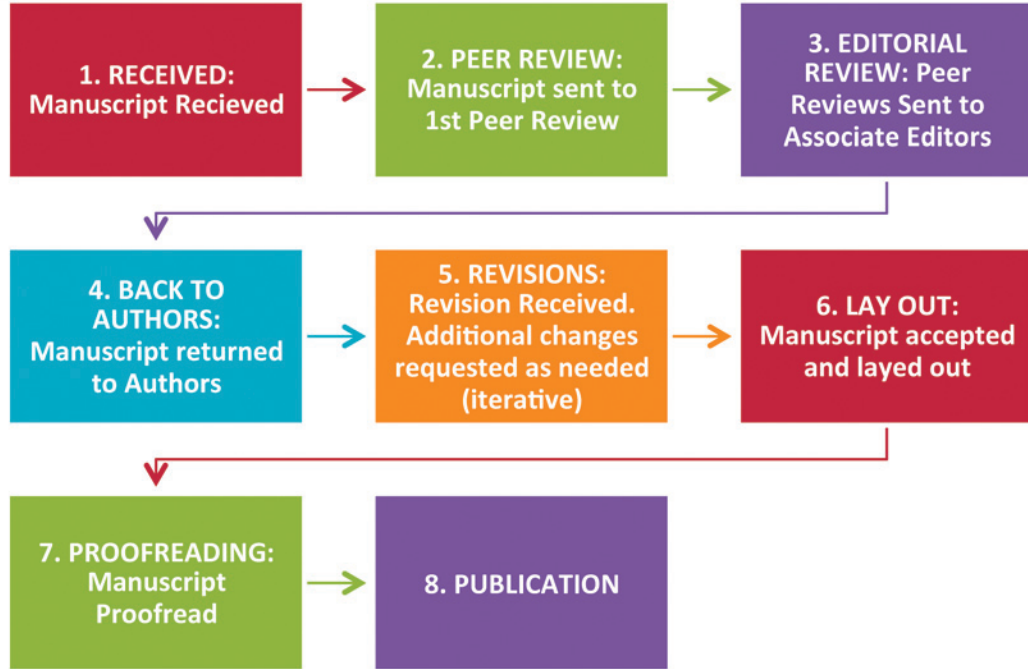 1. RECEIVED:
Manuscript Recieved
2. PEER REVIEW:
Manuscript sent to
1st Peer Review
3. EDITORIAL
REVIEW: Peer
Reviews Sent to
Associate Editors
4. BACK TO
AUTHORS:
Manuscript returned
to Authors
5. REVISIONS:
Revision Received.
Additional changes
requested as needed
(iterative)
6. LAY OUT:
Manuscript accepted
and layed out
7. PROOFREADING:
Manuscript
Proofread
8. PUBLICATION